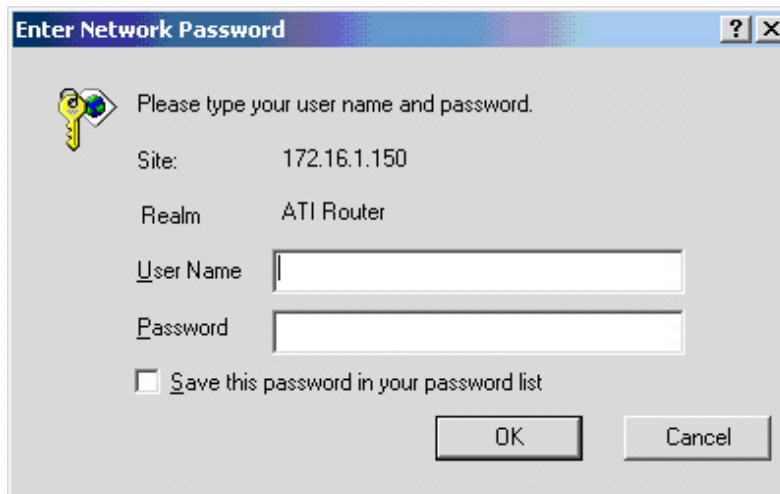 Enter Network Password
Please type your user name and password.
Site: 172.16.1.150
Realm ATI Router
User Name
Password
Save this password in your password list
OK Cancel